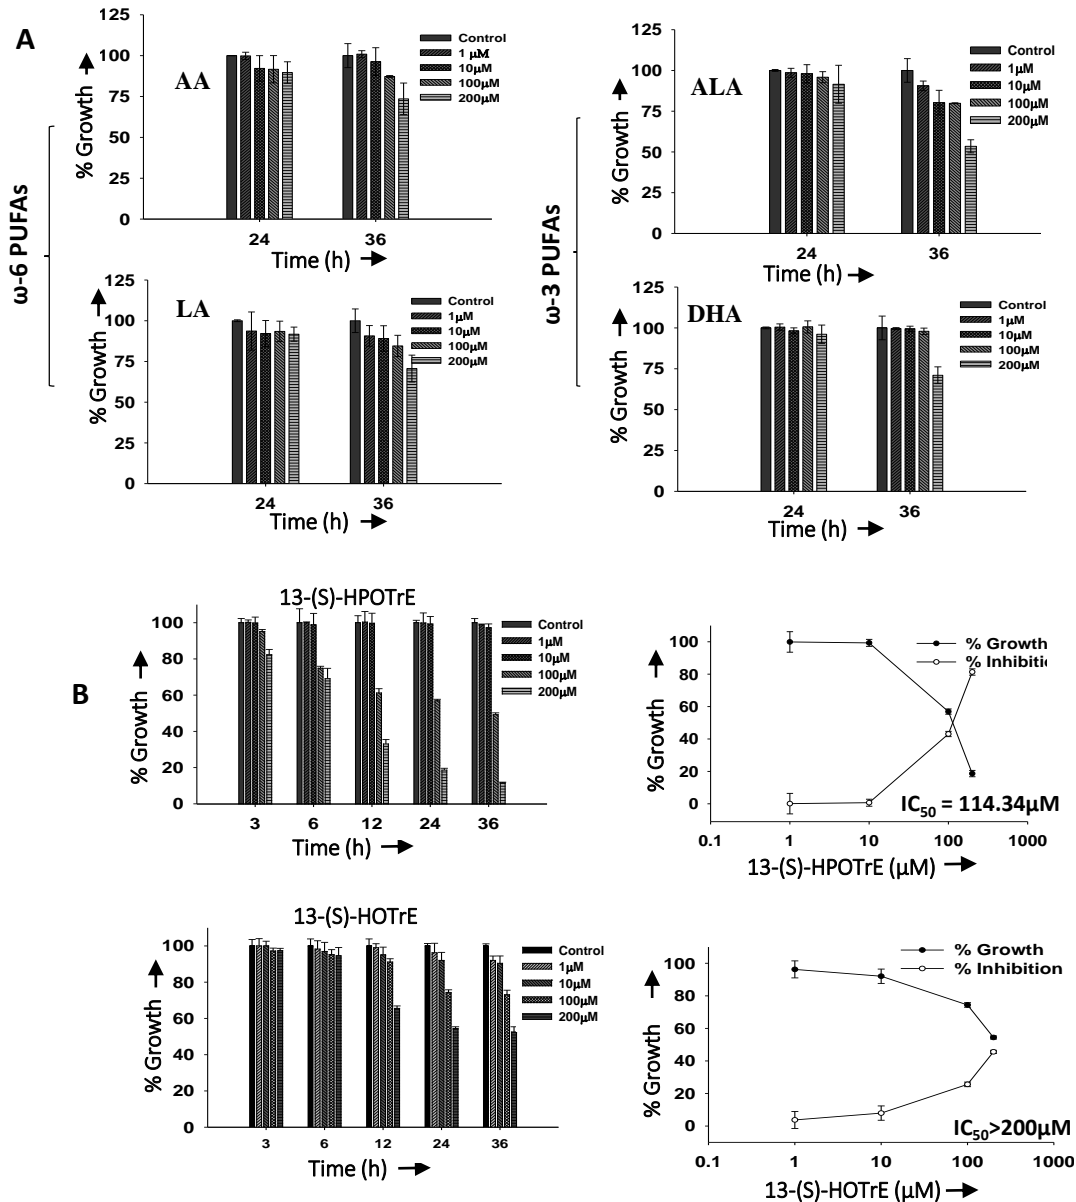 A
ω-6 PUFAs
125
100
75
50
25
0
% Growth
AA
Control
1 µM
10µM
100µM
200µM
24
36
Time (h)
125
100
75
50
25
0
% Growth
LA
Control
1µM
10µM
100µM
200µM
24
36
Time (h)
ω-3 PUFAs
125
100
75
50
25
0
% Growth
ALA
Control
1µM
10µM
100µM
200µM
24
36
Time (h)
125
100
75
50
25
0
% Growth
DHA
Control
1µM
10µM
100µM
200µM
24
36
Time (h)
B
13-(S)-HPOTrE
100
80
60
40
20
0
% Growth
Control
1µM
10µM
100µM
200µM
3
6
12
24
36
Time (h)
100
80
60
40
20
0
% Growth
% Growth
% Inhibitio
IC50 = 114.34µM
0.1
1
10
100
1000
13-(S)-HPOTrE (µM)
13-(S)-HOTrE
100
80
60
40
20
0
% Growth
Control
1µM
10µM
100µM
200µM
3
6
12
24
36
Time (h)
100
80
60
40
20
0
% Growth
% Growth
% Inhibition
IC50>200µM
0.1
1
10
100
1000
13-(S)-HOTrE (µM)